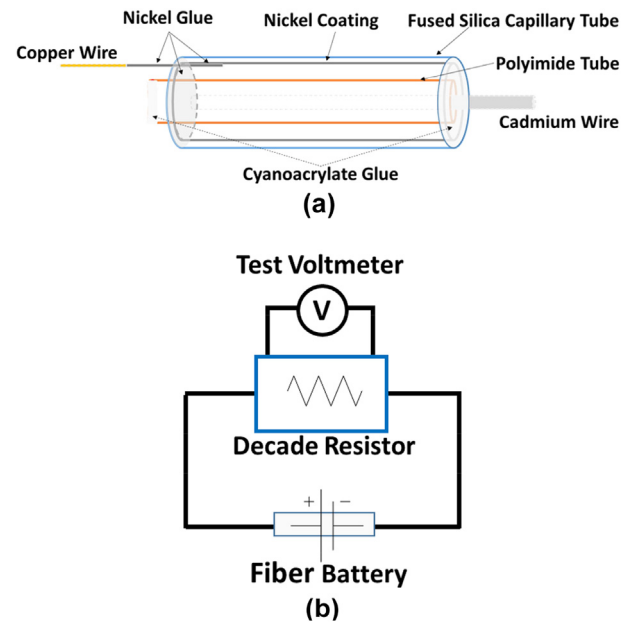 Nickel Glue
Nickel Coating
Fused Silica Capillary Tube
Copper Wire
Polyimide Tube
Cadmium Wire
Cyanoacrylate Glue
(a)
Test Voltmeter
V
Decade Resistor
+ −
Fiber Battery
(b)